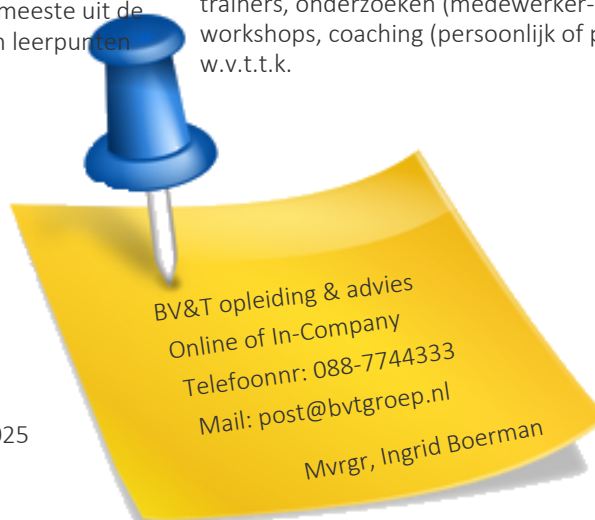 meeste uit de
n leerpunten
trainers, onderzoeken (medewerker-
workshops, coaching (persoonlijk of p
w.v.t.t.k.
BV&T opleiding & advies
Online of In-Company
Telefoonnr: 088-7744333
Mail: post@bvtgroep.nl
Mvrgr, Ingrid Boerman
025